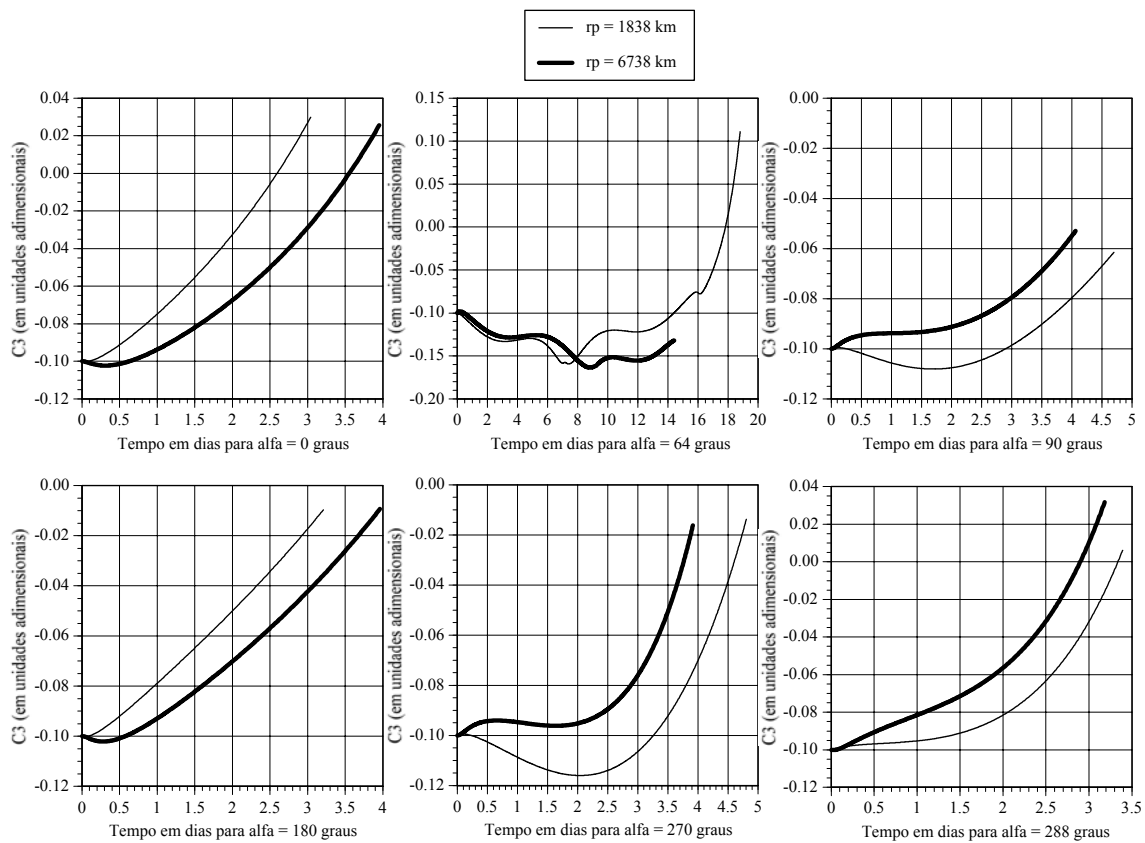 rp = 1838 km
rp = 6738 km
C3 (em unidades adimensionais)
0.04
0.02
0.00
-0.02
-0.04
-0.06
-0.08
-0.10
-0.12
0 0.5 1 1.5 2 2.5 3 3.5 4
Tempo em dias para alfa = 0 graus
C3 (em unidades adimensionais)
0.15
0.10
0.05
0.00
-0.05
-0.10
-0.15
-0.20
0 2 4 6 8 10 12 14 16 18 20
Tempo em dias para alfa = 64 graus
C3 (em unidades adimensionais)
0.00
-0.02
-0.04
-0.06
-0.08
-0.10
-0.12
0 0.5 1 1.5 2 2.5 3 3.5 4 4.5 5
Tempo em dias para alfa = 90 graus
C3 (em unidades adimensionais)
0.00
-0.02
-0.04
-0.06
-0.08
-0.10
-0.12
0 0.5 1 1.5 2 2.5 3 3.5 4
Tempo em dias para alfa = 180 graus
C3 (em unidades adimensionais)
0.00
-0.02
-0.04
-0.06
-0.08
-0.10
-0.12
0 0.5 1 1.5 2 2.5 3 3.5 4 4.5 5
Tempo em dias para alfa = 270 graus
C3 (em unidades adimensionais)
0.04
0.02
0.00
-0.02
-0.04
-0.06
-0.08
-0.10
-0.12
0 0.5 1 1.5 2 2.5 3 3.5
Tempo em dias para alfa = 288 graus